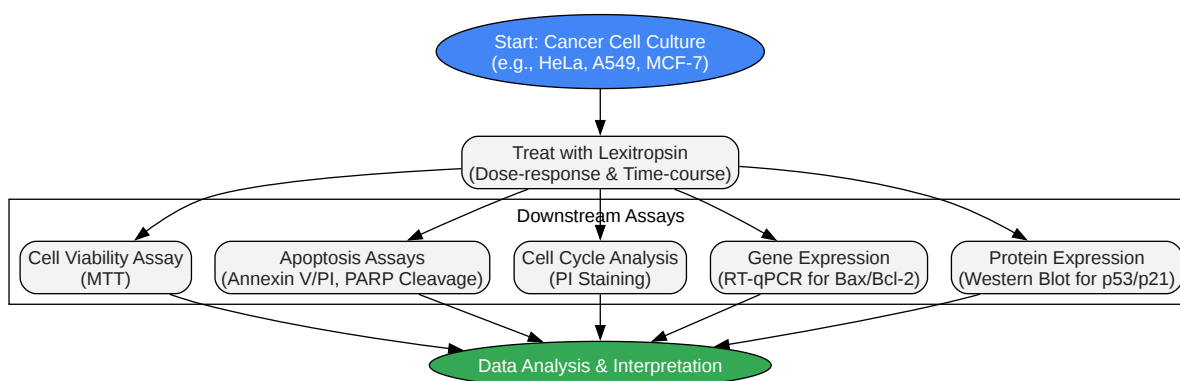 Start: Cancer Cell Culture
(e.g., HeLa, A549, MCF-7)
Treat with Lexitropsin
(Dose-response & Time-course)
Downstream Assays
Cell Viability Assay
(MTT)
Apoptosis Assays
(Annexin V/PI, PARP Cleavage)
Cell Cycle Analysis
(PI Staining)
Gene Expression
(RT-qPCR for Bax/Bcl-2)
Protein Expression
(Western Blot for p53/p21)
Data Analysis & Interpretation